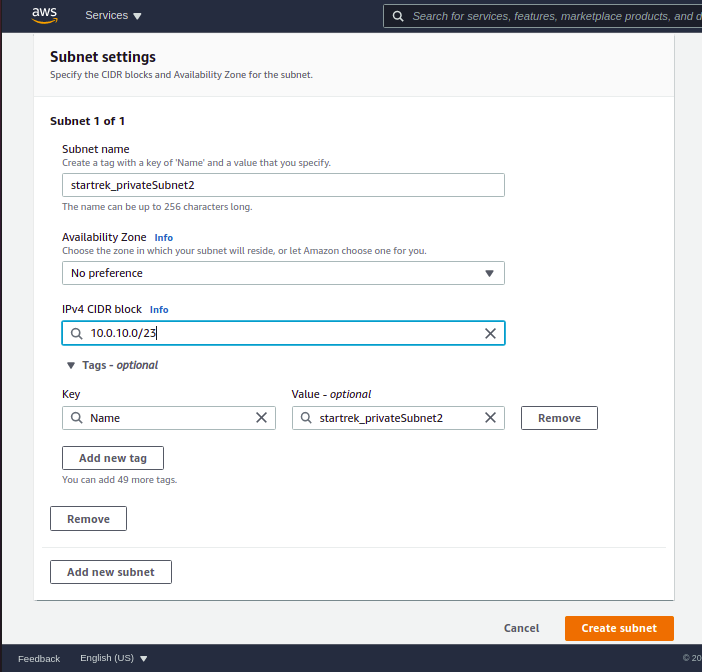 aws Services Search for services, features, marketplace products, and d
Subnet settings
Specify the CIDR blocks and Availability Zone for the subnet.
Subnet 1 of 1
Subnet name
Create a tag with a key of 'Name' and a value that you specify.
startrek_privateSubnet2
The name can be up to 256 characters long.
Availability Zone Info
Choose the zone in which your subnet will reside, or let Amazon choose one for you.
No preference
IPv4 CIDR block Info
10.0.10.0/23
Tags - optional
Key Value - optional
Name startrek_privateSubnet2 Remove
Add new tag
You can add 49 more tags.
Remove
Add new subnet
Cancel Create subnet
Feedback English (US) © 20